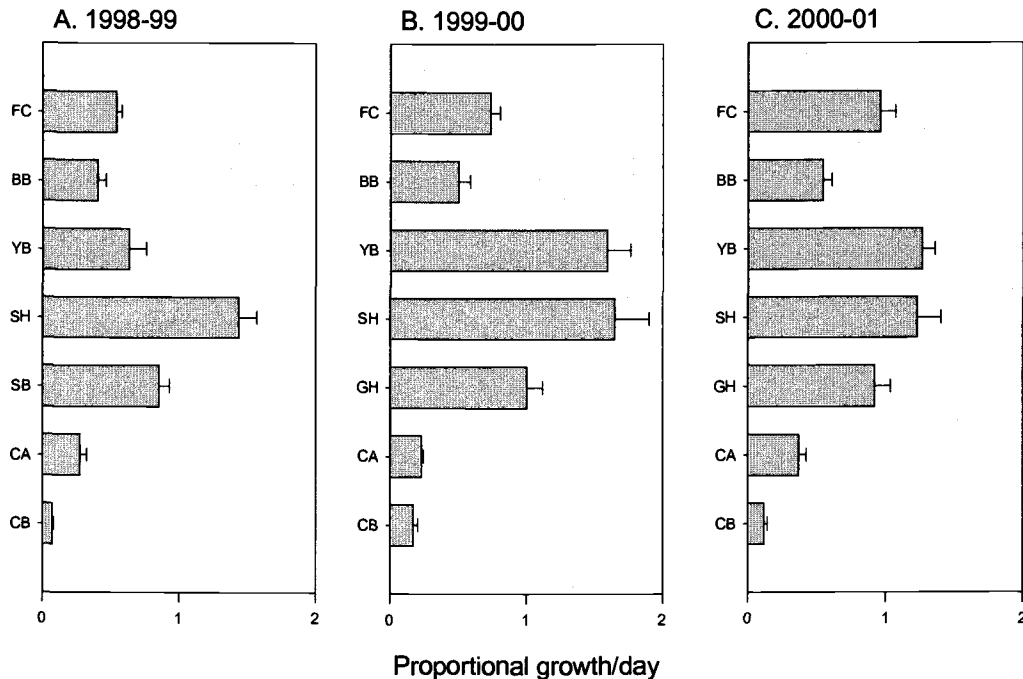 A. 1998-99
FC
BB
YB
SH
SB
CA
CB
0 1 2
B. 1999-00
FC
BB
YB
SH
GH
CA
CB
0 1 2
C. 2000-01
FC
BB
YB
SH
GH
CA
CB
0 1 2
Proportional growth/day